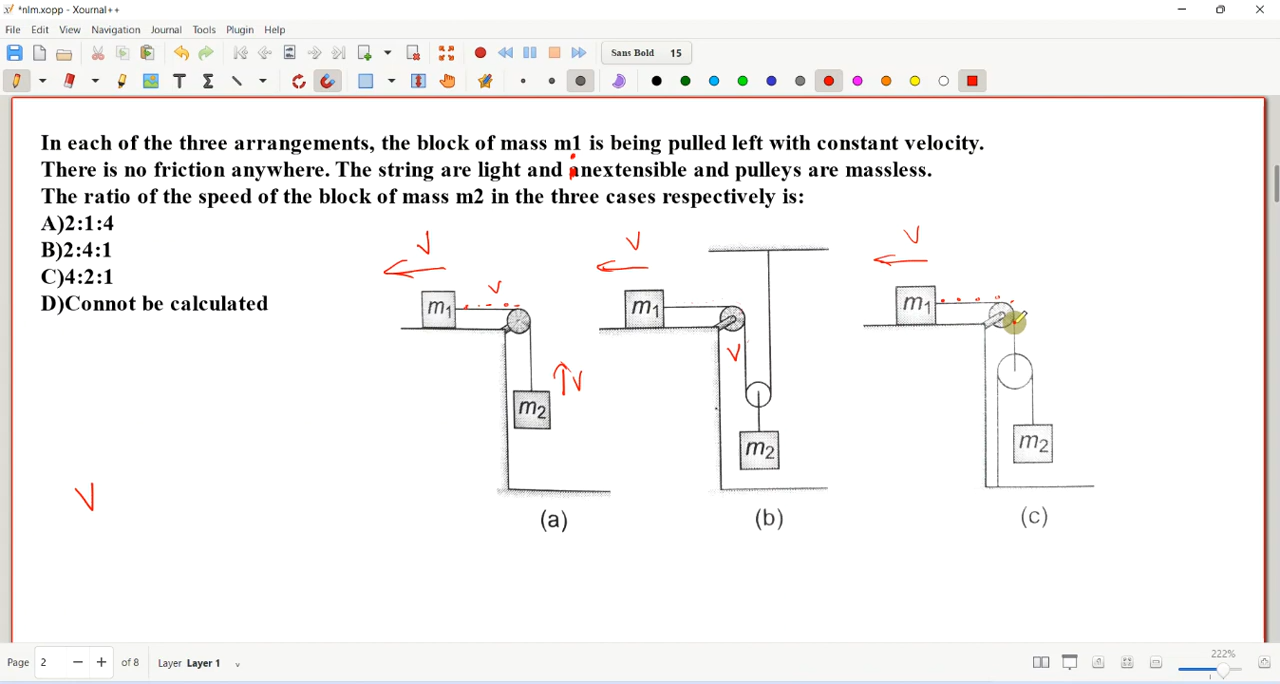 *nlm.xopp - Xournal++
File Edit View Navigation Journal Tools Plugin Help
Sans Bold 15
In each of the three arrangements, the block of mass m1 is being pulled left with constant velocity.
There is no friction anywhere. The string are light and inextensible and pulleys are massless.
The ratio of the speed of the block of mass m2 in the three cases respectively is:
A)2:1:4
B)2:4:1
C)4:2:1
D)Connot be calculated
V V V
V
m1 m1 m1
V
V
m2 m2 m2
V
(a) (b) (c)
Page 2 of 8 Layer Layer 1 223%